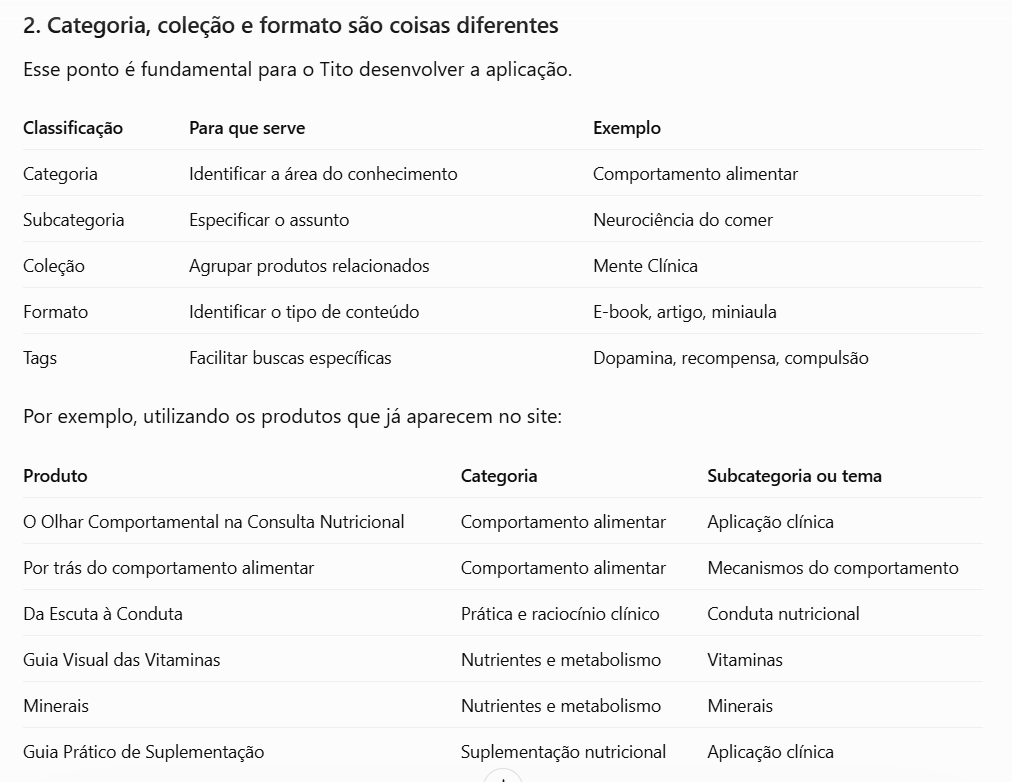 2. Categoria, coleção e formato são coisas diferentes
Esse ponto é fundamental para o Tito desenvolver a aplicação.
Classificação Para que serve Exemplo
Categoria Identificar a área do conhecimento Comportamento alimentar
Subcategoria Especificar o assunto Neurociência do comer
Coleção Agrupar produtos relacionados Mente Clínica
Formato Identificar o tipo de conteúdo E-book, artigo, miniaula
Tags Facilitar buscas específicas Dopamina, recompensa, compulsão
Por exemplo, utilizando os produtos que já aparecem no site:
Produto Categoria Subcategoria ou tema
O Olhar Comportamental na Consulta Nutricional Comportamento alimentar Aplicação clínica
Por trás do comportamento alimentar Comportamento alimentar Mecanismos do comportamento
Da Escuta à Conduta Prática e raciocínio clínico Conduta nutricional
Guia Visual das Vitaminas Nutrientes e metabolismo Vitaminas
Minerais Nutrientes e metabolismo Minerais
Guia Prático de Suplementação Suplementação nutricional Aplicação clínica